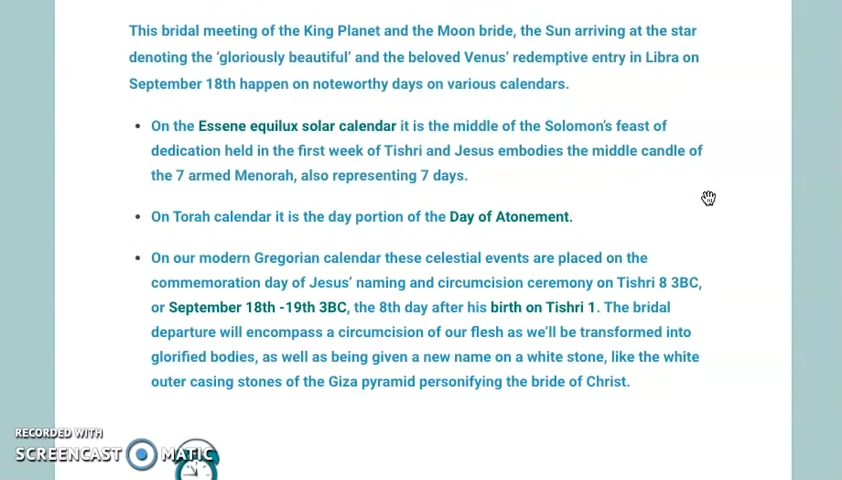 This bridal meeting of the King Planet and the Moon bride, the Sun arriving at the star
denoting the ‘gloriously beautiful’ and the beloved Venus’ redemptive entry in Libra on
September 18th happen on noteworthy days on various calendars.
On the Essene equilux solar calendar it is the middle of the Solomon’s feast of
dedication held in the first week of Tishri and Jesus embodies the middle candle of
the 7 armed Menorah, also representing 7 days.
On Torah calendar it is the day portion of the Day of Atonement.
On our modern Gregorian calendar these celestial events are placed on the
commemoration day of Jesus’ naming and circumcision ceremony on Tishri 8 3BC,
or September 18th -19th 3BC, the 8th day after his birth on Tishri 1. The bridal
departure will encompass a circumcision of our flesh as we’ll be transformed into
glorified bodies, as well as being given a new name on a white stone, like the white
outer casing stones of the Giza pyramid personifying the bride of Christ.
RECORDED WITH
SCREENCAST MATIC